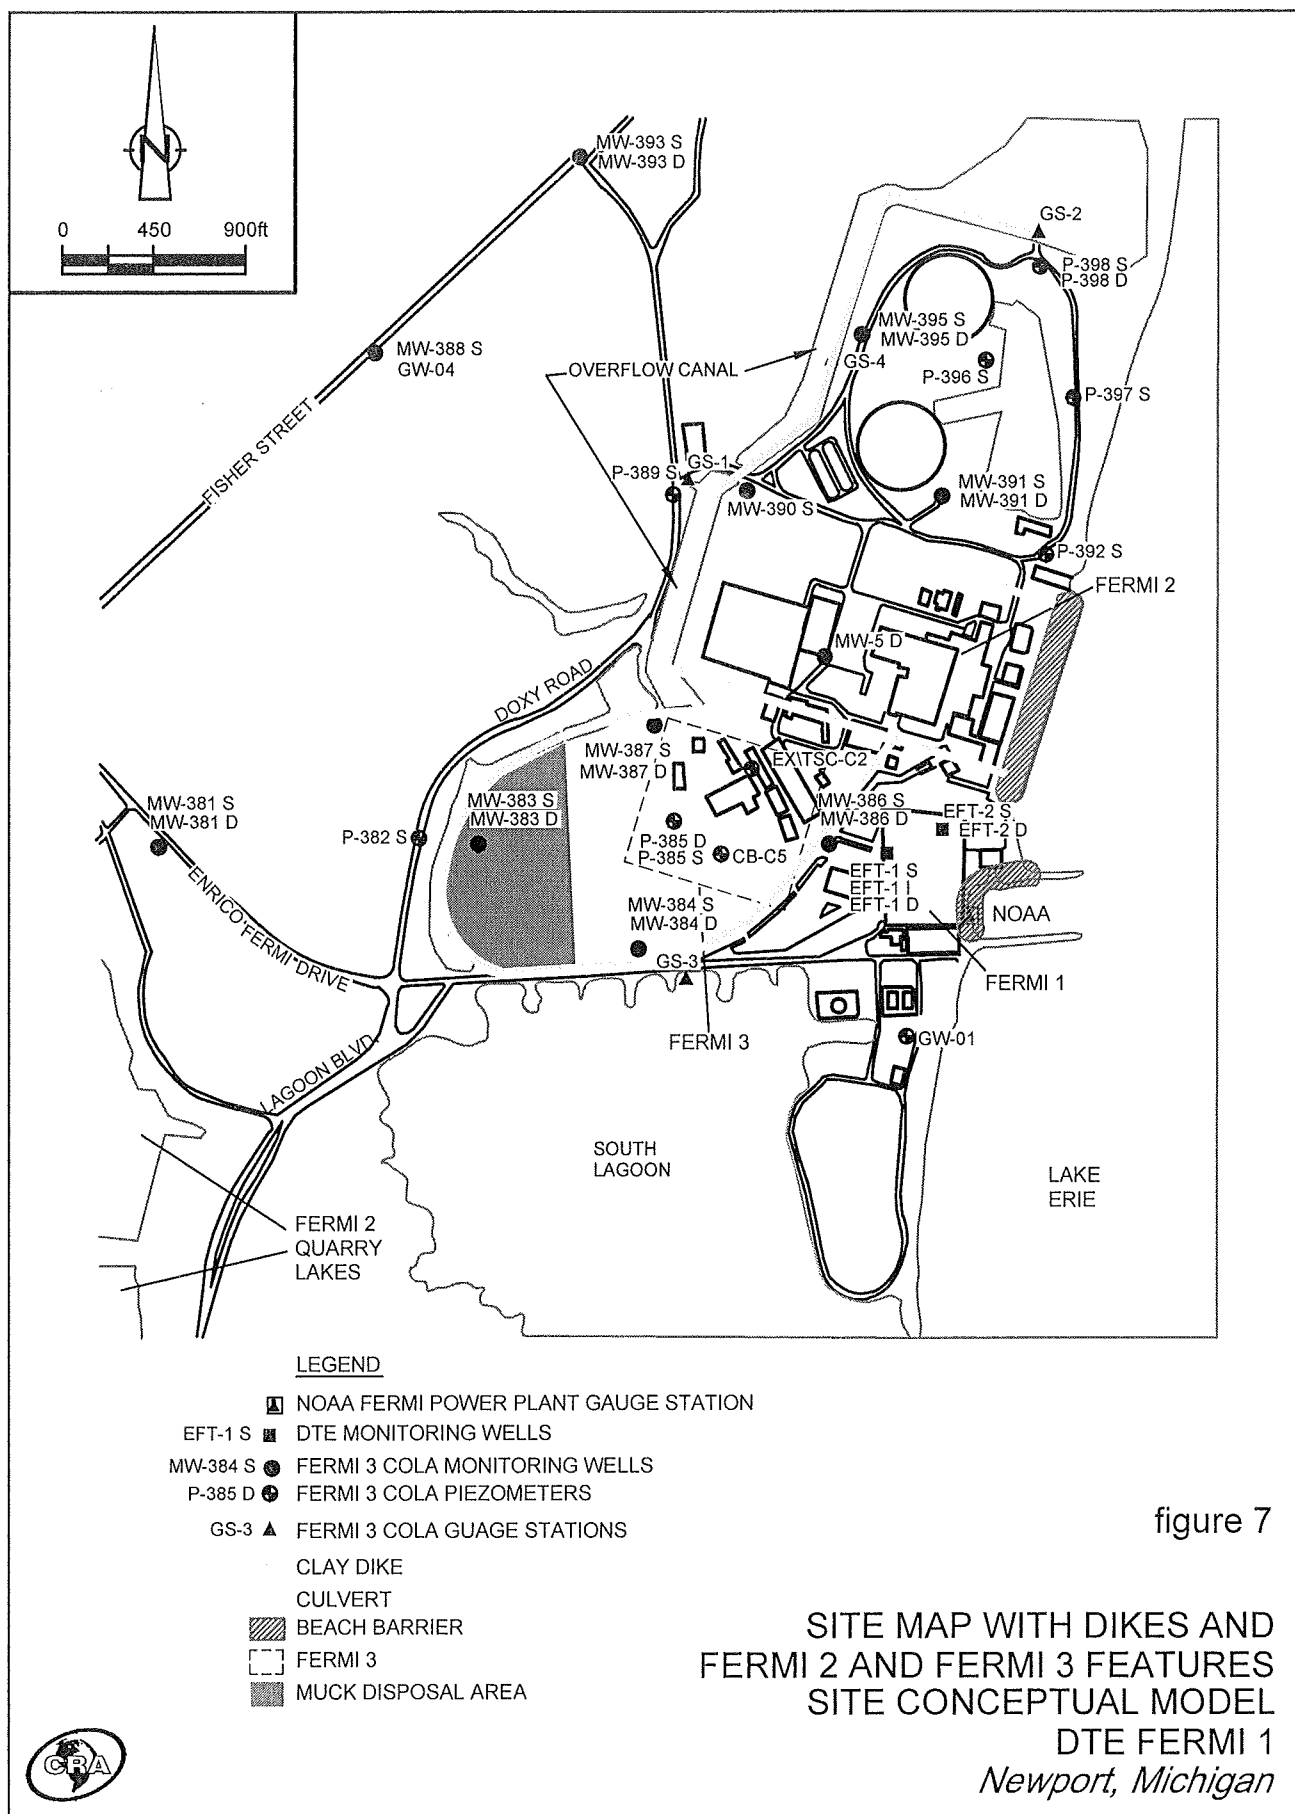 N
0 450 900ft
MW-393 S
MW-393 D
GS-2
P-398 S
P-398 D
MW-395 S
MW-395 D
GS-4
MW-388 S
GW-04
OVERFLOW CANAL
P-396 S
P-397 S
FISHER STREET
GS-1
P-389 S
MW-390 S
MW-391 S
MW-391 D
P-392 S
FERMI 2
MW-5 D
DOXY ROAD
MW-387 S
MW-387 D
EX\TSC-C2
MW-381 S
MW-381 D
P-382 S
MW-383 S
MW-383 D
MW-386 S
MW-386 D
EFT-2 S
EFT-2 D
P-385 D
P-385 S
CB-C5
EFT-1 S
EFT-1 I
EFT-1 D
ENRICO FERMI DRIVE
MW-384 S
MW-384 D
NOAA
GS-3
FERMI 1
FERMI 3
GW-01
LAGOON BLVD.
SOUTH
LAGOON
LAKE
ERIE
FERMI 2
QUARRY
LAKES
LEGEND
NOAA FERMI POWER PLANT GAUGE STATION
EFT-1 S DTE MONITORING WELLS
MW-384 S FERMI 3 COLA MONITORING WELLS
P-385 D FERMI 3 COLA PIEZOMETERS
GS-3 FERMI 3 COLA GUAGE STATIONS
CLAY DIKE
CULVERT
BEACH BARRIER
FERMI 3
MUCK DISPOSAL AREA
figure 7
SITE MAP WITH DIKES AND
FERMI 2 AND FERMI 3 FEATURES
SITE CONCEPTUAL MODEL
DTE FERMI 1
Newport, Michigan
CRA